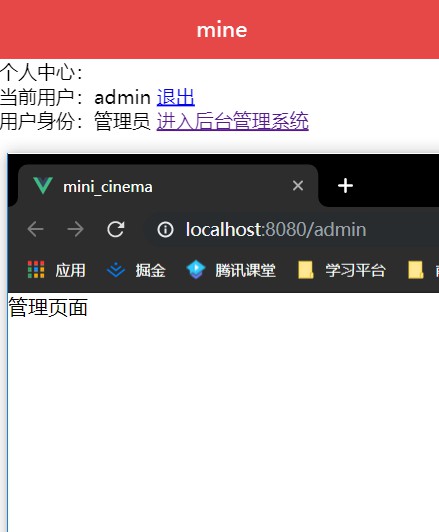 mine
个人中心：
当前用户：admin 退出
用户身份：管理员 进入后台管理系统
mini_cinema
localhost:8080/admin
应用 掘金 腾讯课堂 学习平台
管理页面